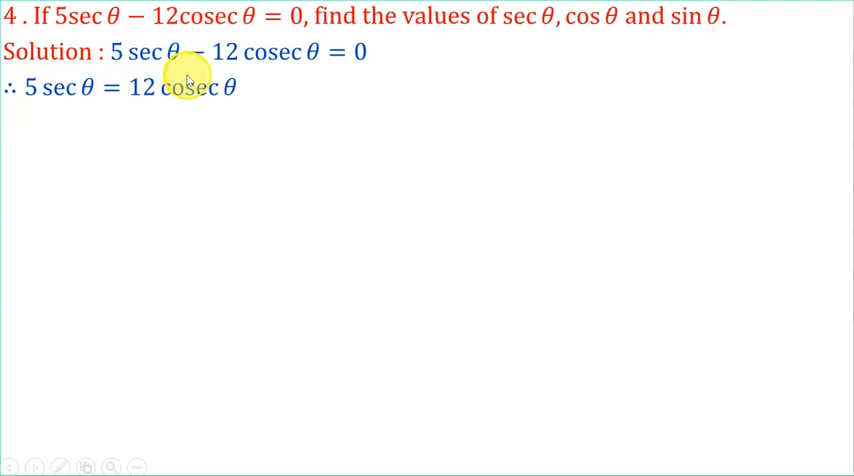 4 . If 5sec θ − 12cosec θ = 0, find the values of sec θ, cos θ and sin θ.
Solution : 5 sec θ − 12 cosec θ = 0
∴ 5 sec θ = 12 cosec θ